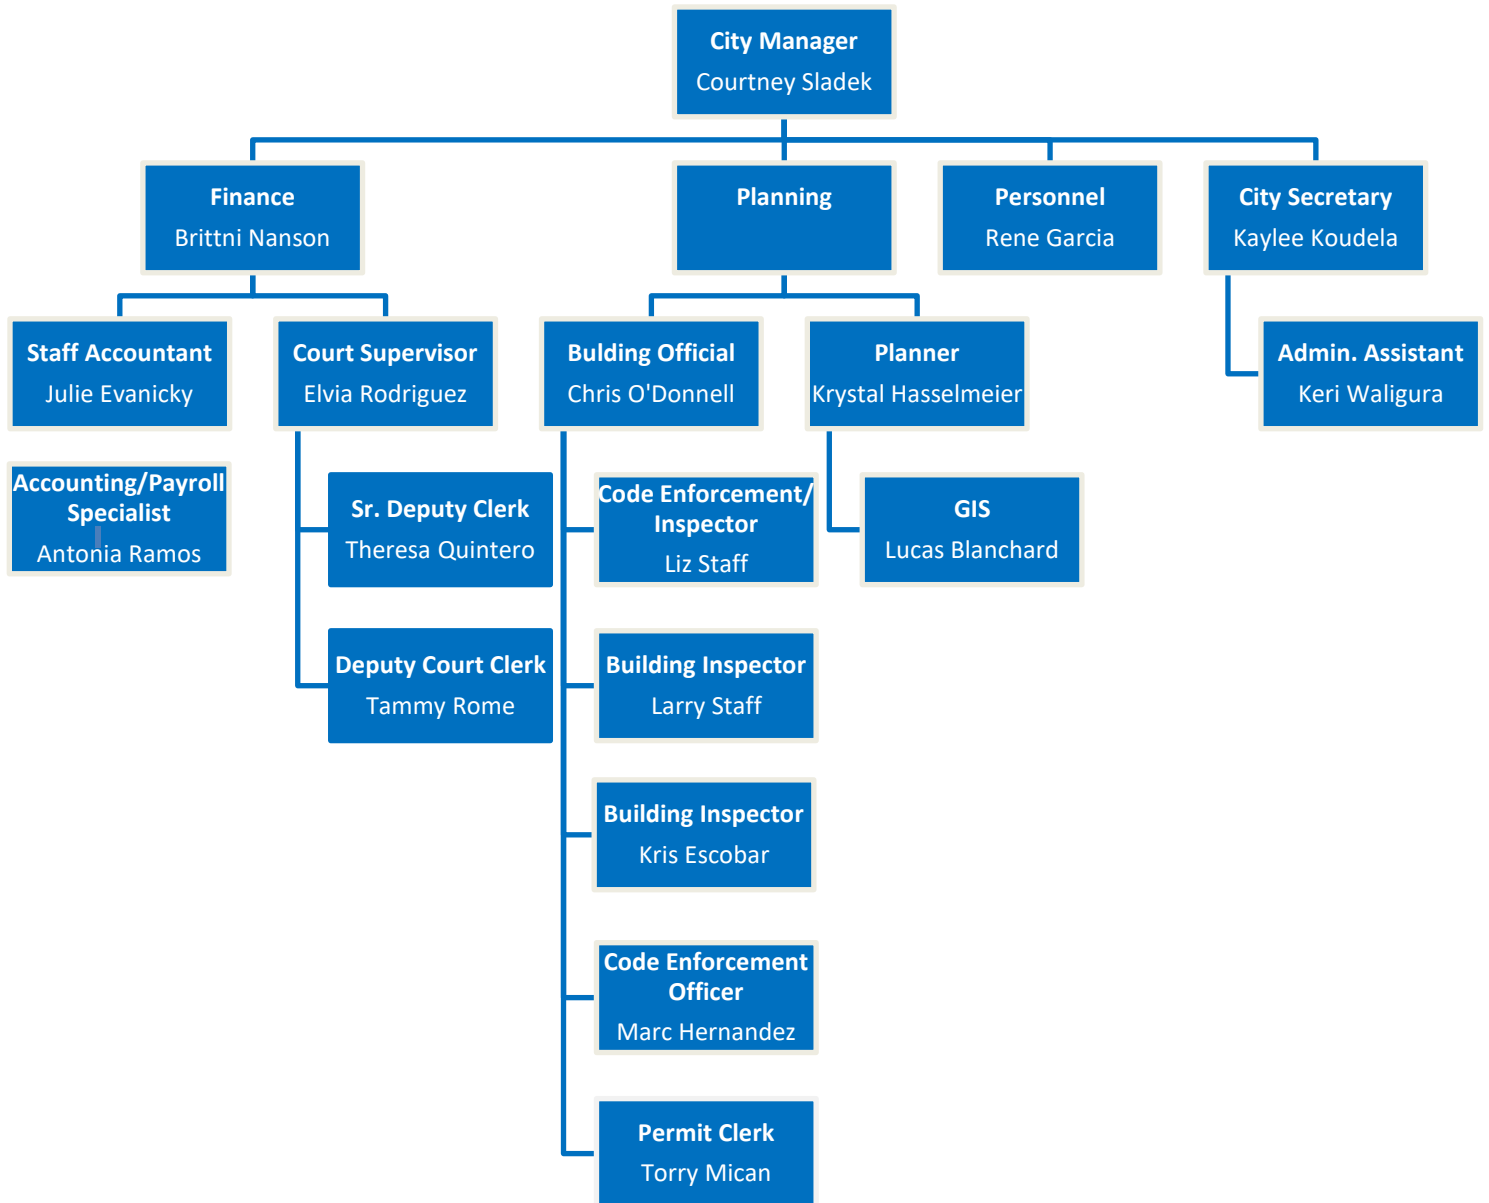 City Manager
Courtney Sladek
Finance
Brittni Nanson
Planning
Personnel
Rene Garcia
City Secretary
Kaylee Koudela
Staff Accountant
Julie Evanicky
Court Supervisor
Elvia Rodriguez
Bulding Official
Chris O'Donnell
Planner
Krystal Hasselmeier
Admin. Assistant
Keri Waligura
Accounting/Payroll
Specialist
Antonia Ramos
Sr. Deputy Clerk
Theresa Quintero
Code Enforcement/
Inspector
Liz Staff
GIS
Lucas Blanchard
Deputy Court Clerk
Tammy Rome
Building Inspector
Larry Staff
Building Inspector
Kris Escobar
Code Enforcement
Officer
Marc Hernandez
Permit Clerk
Torry Mican